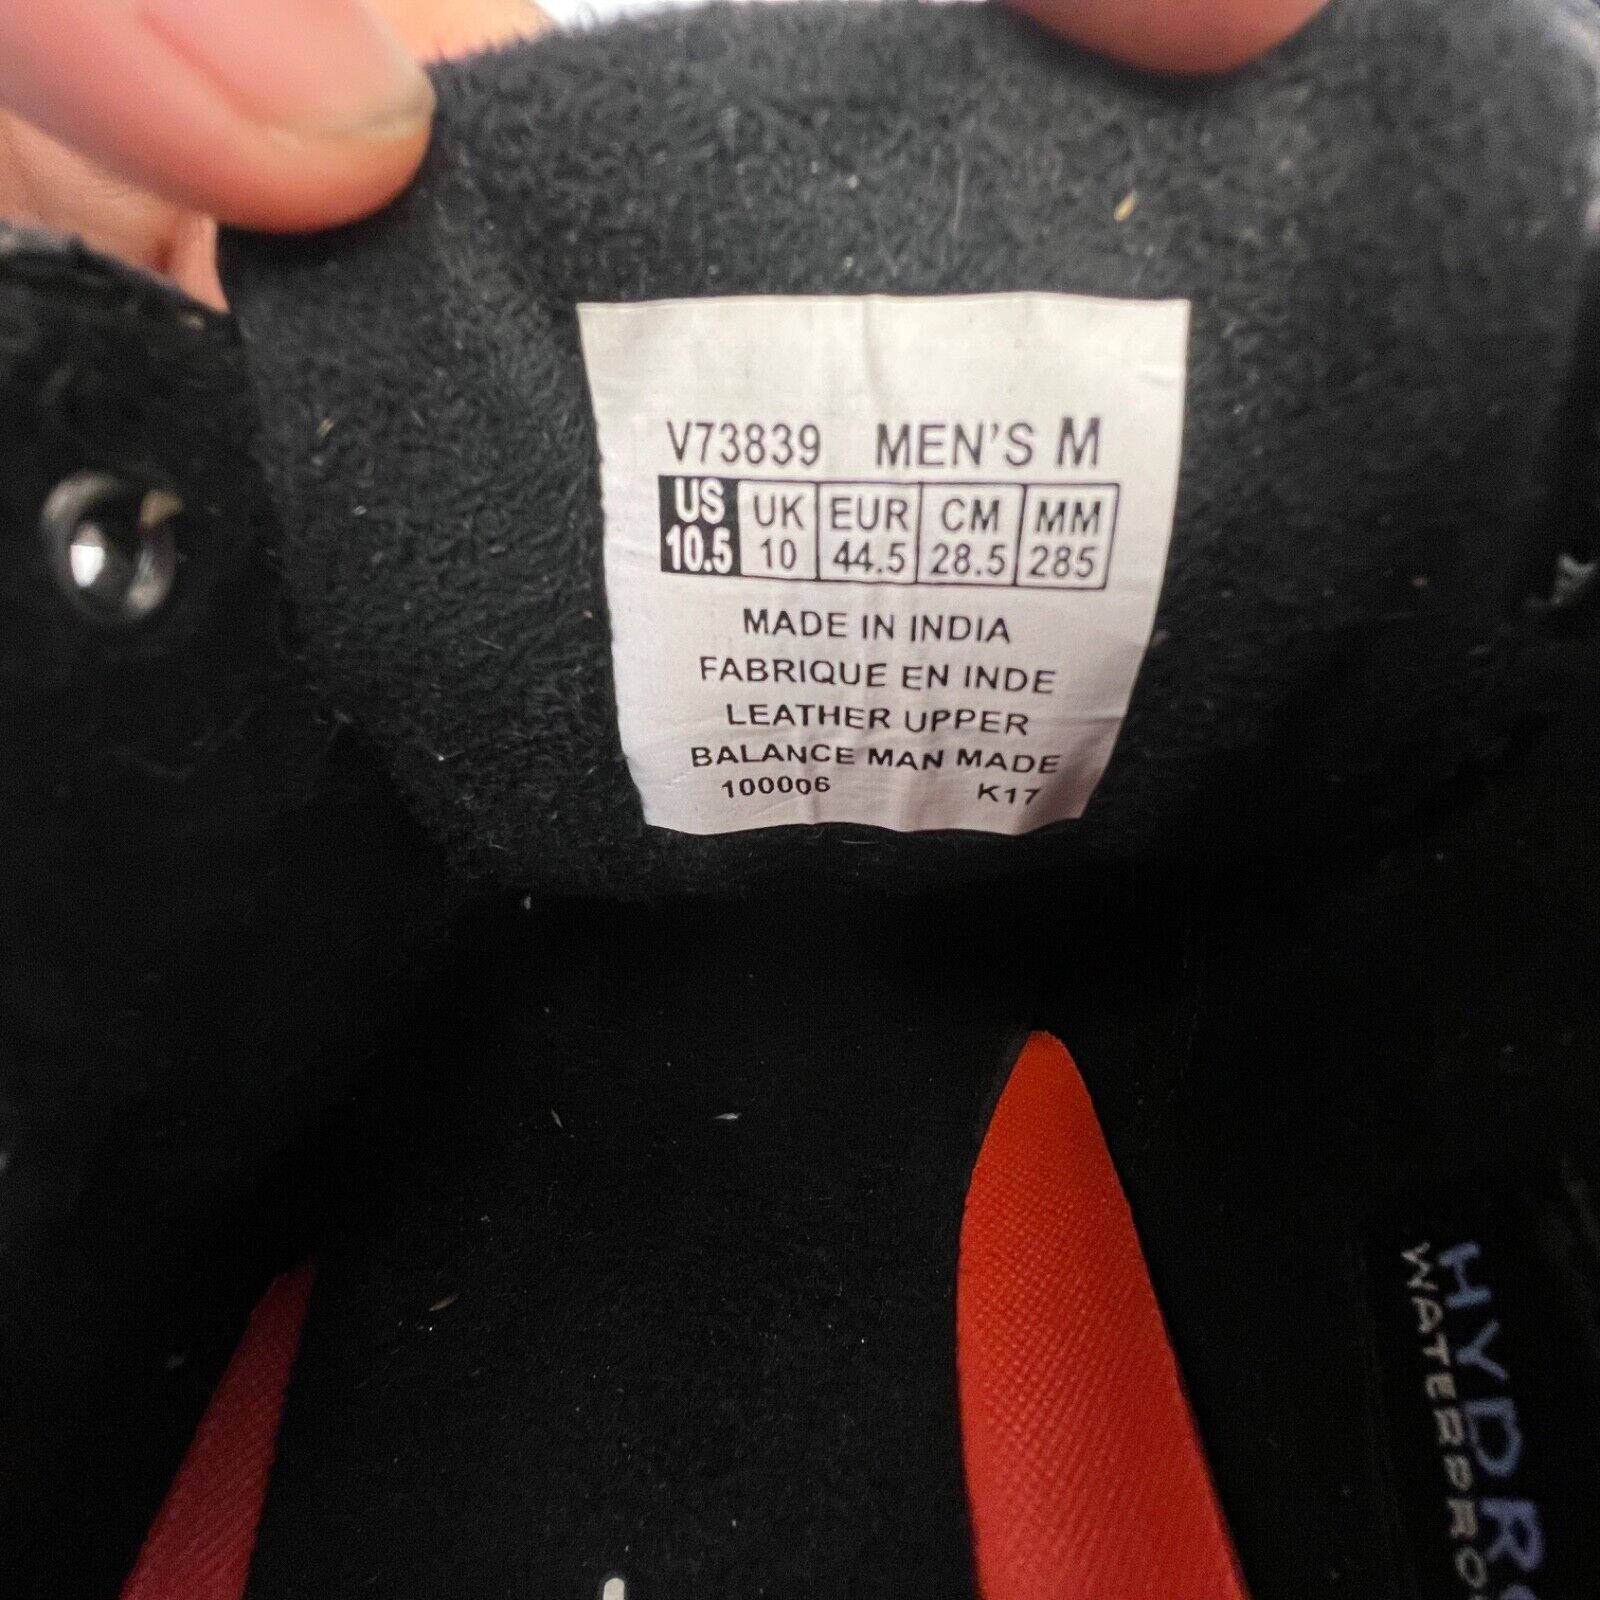 V73839 MEN'S M
US UK EUR CM MM
10.5 10 44.5 28.5 285
MADE IN INDIA
FABRIQUE EN INDE
LEATHER UPPER
BALANCE MAN MADE
100006 K17
WATERPRO